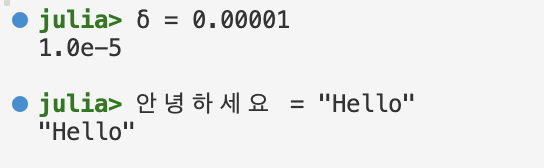 julia> δ = 0.00001
1.0e-5
julia> 안녕하세요 = "Hello"
"Hello"